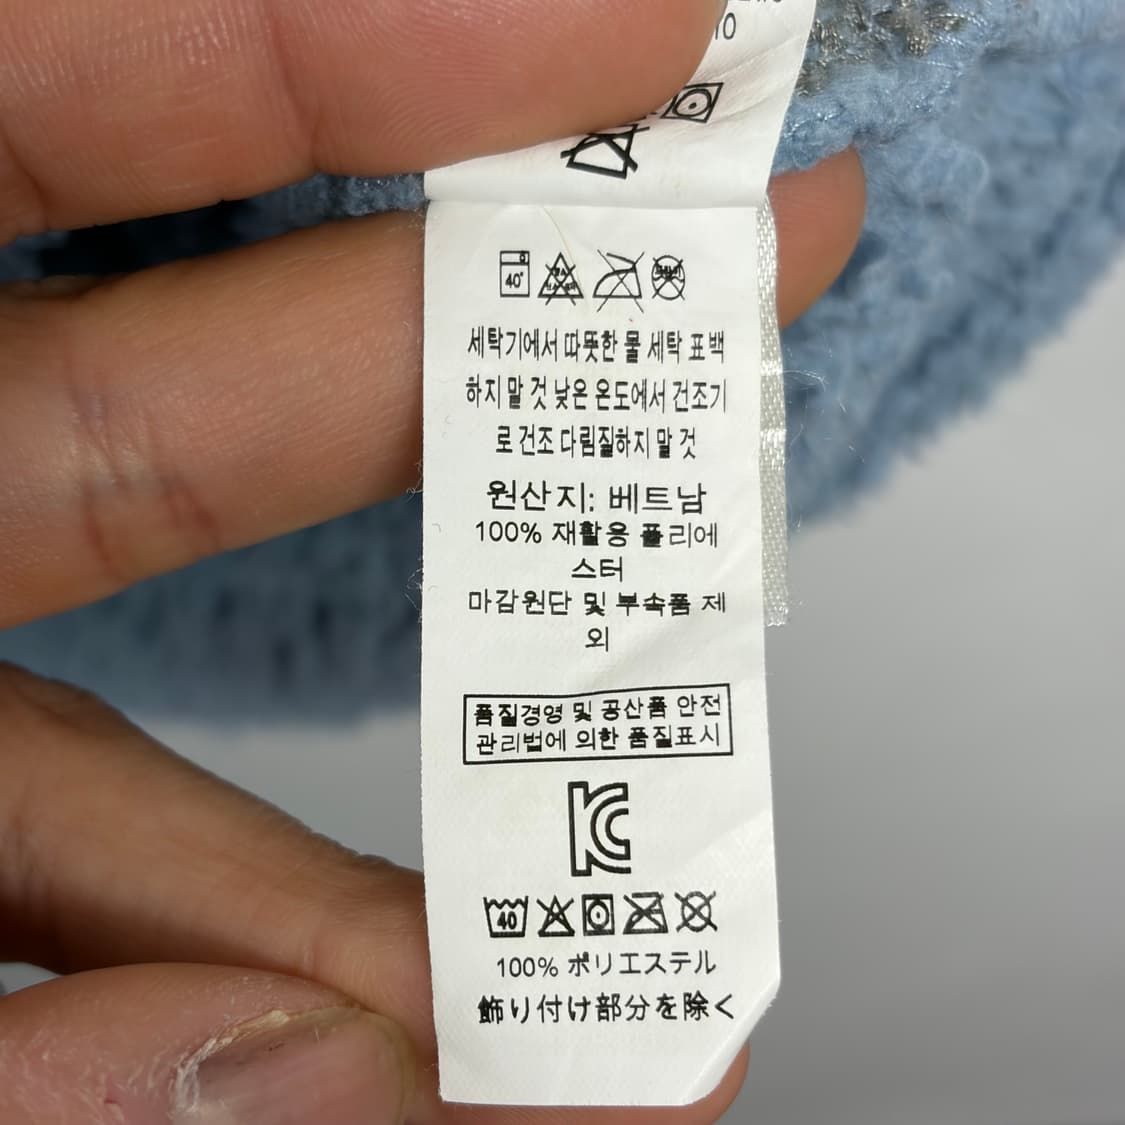 10
40°
세탁기에서 따뜻한 물 세탁 표백
하지 말 것 낮은 온도에서 건조기
로 건조 다림질하지 말 것
원산지: 베트남
100% 재활용 폴리에
스터
마감원단 및 부속품 제
외
품질경영 및 공산품 안전
관리법에 의한 품질표시
KC
40
100% ポリエステル
飾り付け部分を除く